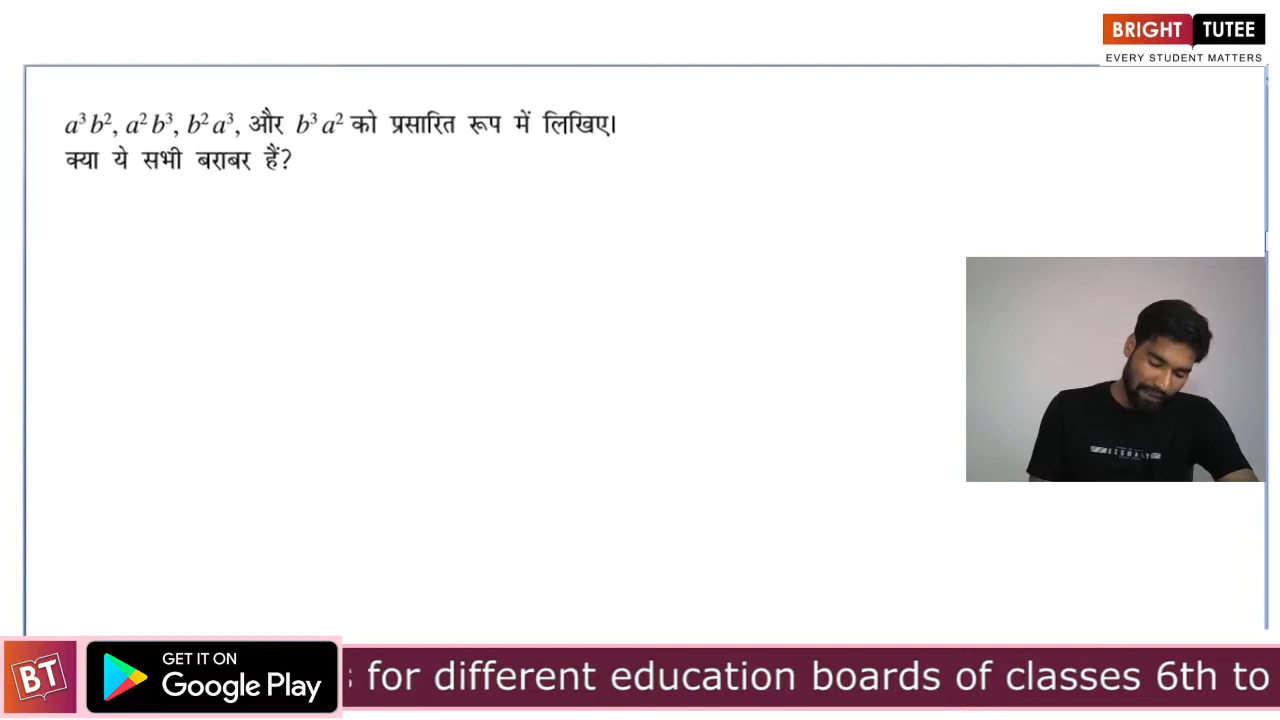 BRIGHT TUTEE
EVERY STUDENT MATTERS
a³ b², a² b³, b² a³, और b³ a² को प्रसारित रूप में लिखिए।
क्या ये सभी बराबर हैं?
BT
GET IT ON
Google Play
for different education boards of classes 6th to